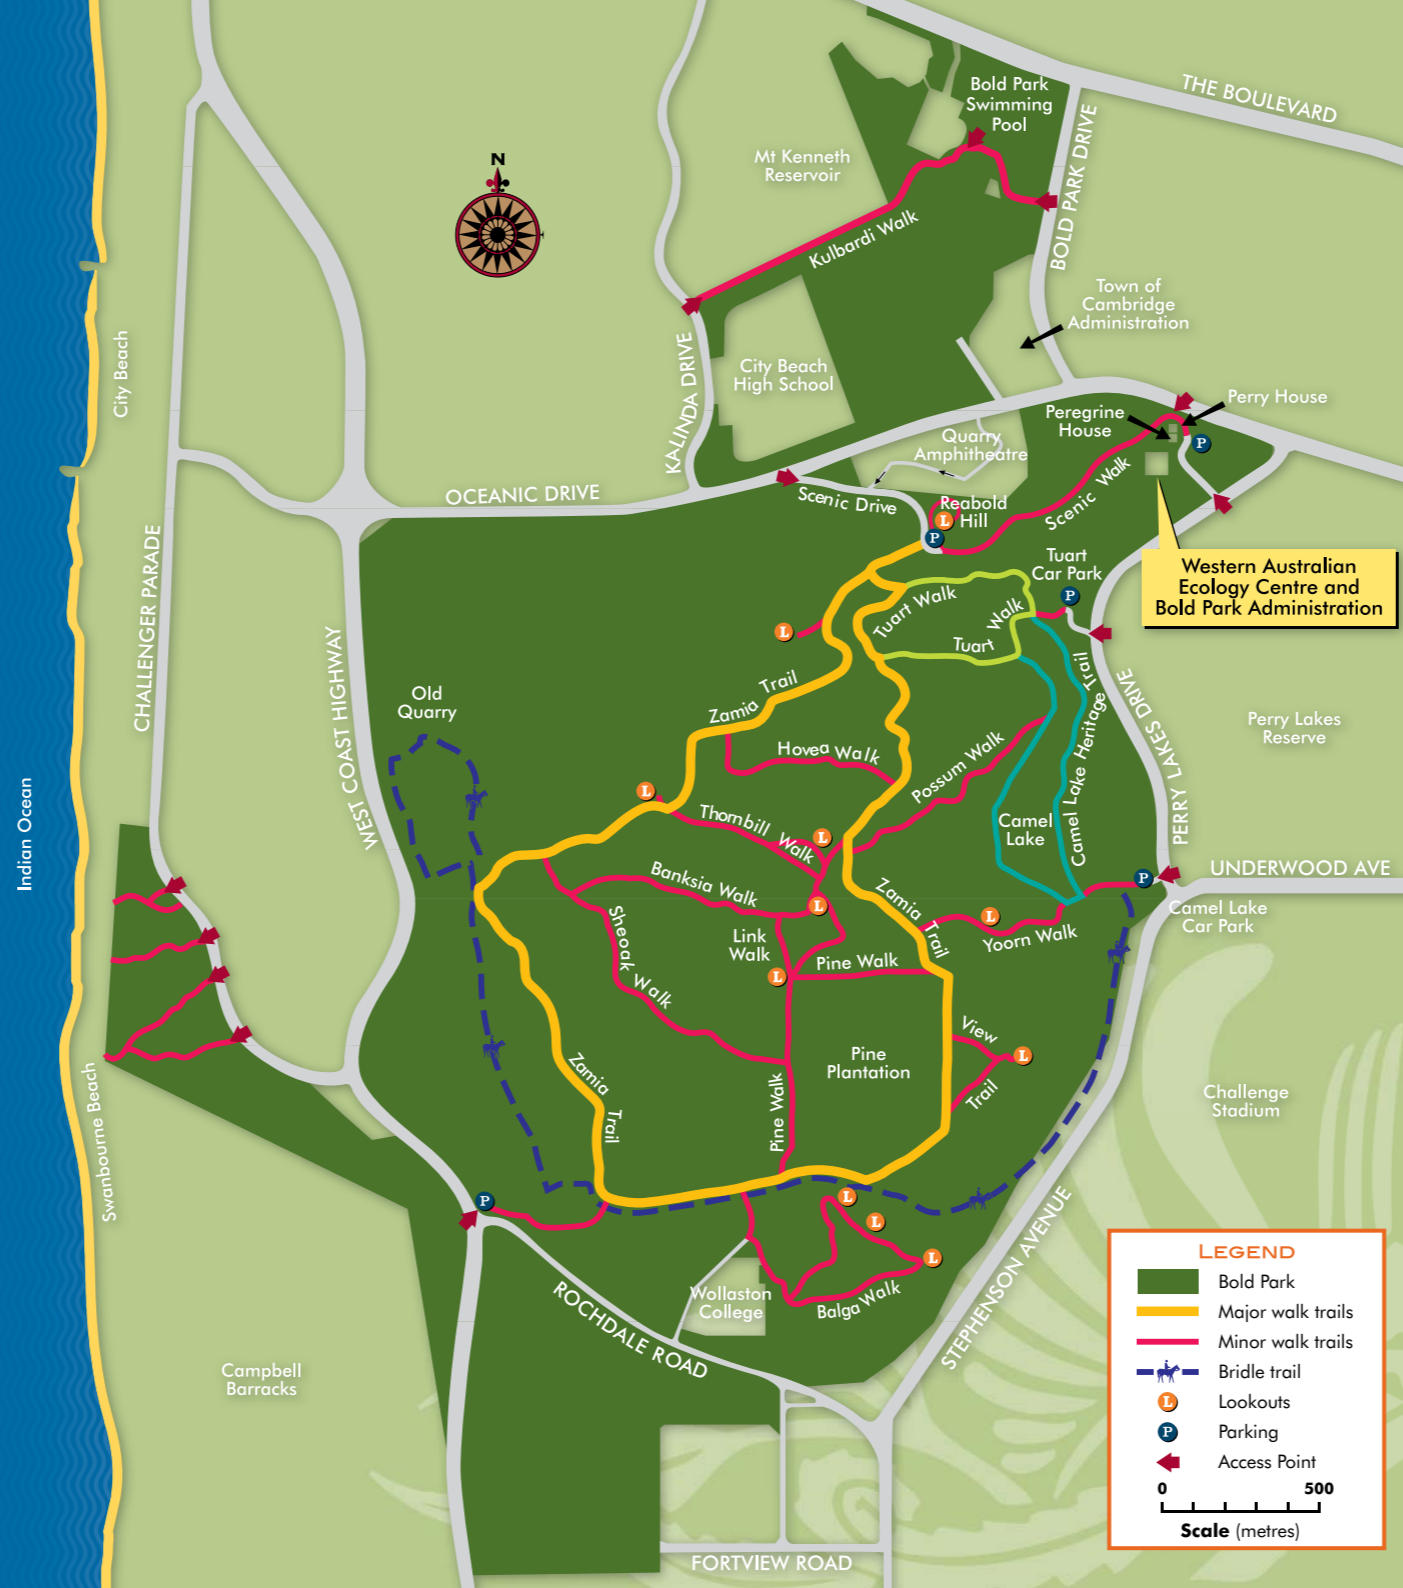 THE BOULEVARD
Bold Park
Swimming
Pool
BOLD PARK DRIVE
Mt Kenneth
Reservoir
N
Kulbardi Walk
Town of
Cambridge
Administration
City Beach
City Beach
High School
KALINDA DRIVE
Perry House
Peregrine
House
P
Quarry
Amphitheatre
Scenic Walk
OCEANIC DRIVE
Scenic Drive
Reabold
Hill
L
P
Tuart
Car Park
P
Western Australian
Ecology Centre and
Bold Park Administration
CHALLENGER PARADE
WEST COAST HIGHWAY
Tuart Walk
Walk
Tuart
L
Zamia Trail
Old
Quarry
Camel Lake Heritage Trail
PERRY LAKES DRIVE
Perry Lakes
Reserve
Hovea Walk
Possum Walk
Indian Ocean
L
Thornbill Walk
L
Camel
Lake
UNDERWOOD AVE
P
Camel Lake
Car Park
Banksia Walk
L
Zamia
Trail
L
Yoorn Walk
Sheoak
Walk
Link
Walk
Pine Walk
L
View
Trail
L
Pine
Plantation
Swanbourne Beach
Zamia
Trail
Pine Walk
Challenge
Stadium
P
L
L
L
Wollaston
College
Balga Walk
STEPHENSON AVENUE
ROCHDALE ROAD
Campbell
Barracks
FORTVIEW ROAD
LEGEND
Bold Park
Major walk trails
Minor walk trails
Bridle trail
L Lookouts
P Parking
Access Point
0 500
Scale (metres)